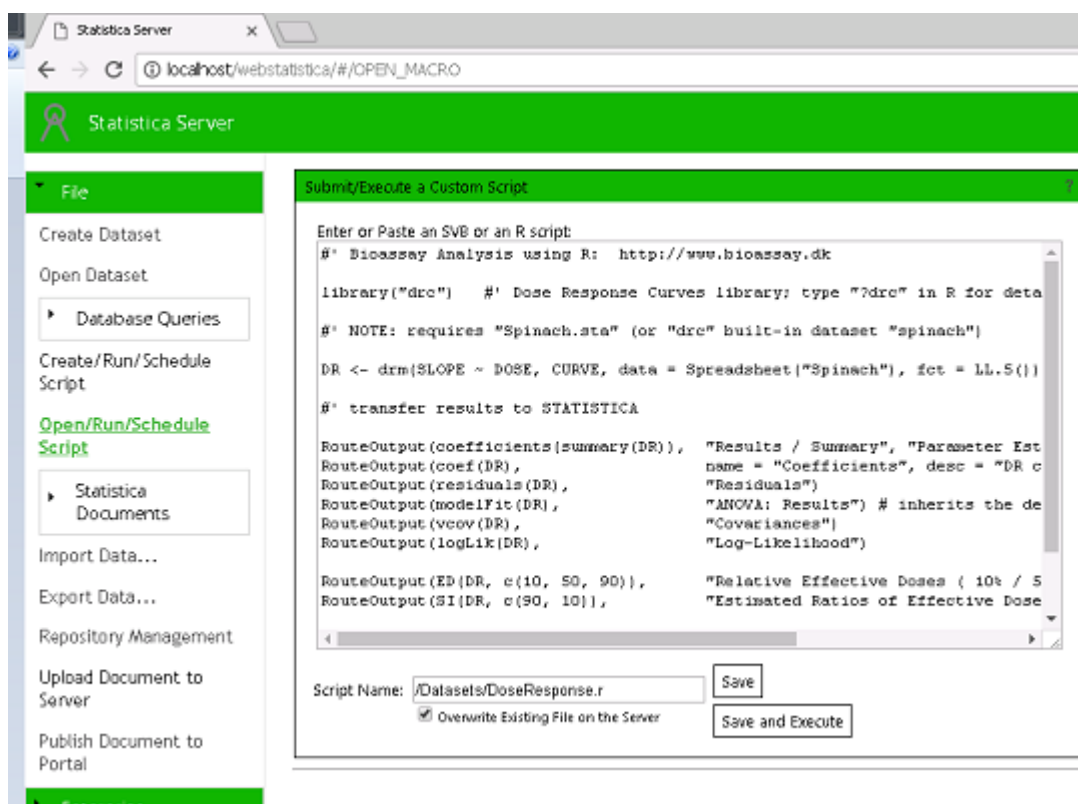 Statistica Server
localhost/webstatistica/#/OPEN_MACRO
Statistica Server
File
Create Dataset
Open Dataset
Database Queries
Create/Run/Schedule
Script
Open/Run/Schedule
Script
Statistica
Documents
Import Data...
Export Data...
Repository Management
Upload Document to
Server
Publish Document to
Portal
Submit/Execute a Custom Script ?
Enter or Paste an SVB or an R script:
#' Bioassay Analysis using R:  http://www.bioassay.dk
library("drc")   #' Dose Response Curves library; type "?drc" in R for deta
#' NOTE: requires "Spinach.sta" (or "drc" built-in dataset "spinach")
DR <- drm(SLOPE ~ DOSE, CURVE, data = Spreadsheet("Spinach"), fct = LL.5())
#' transfer results to STATISTICA
RouteOutput(coefficients(summary(DR)),  "Results / Summary", "Parameter Est
RouteOutput(coef(DR),                   name = "Coefficients", desc = "DR c
RouteOutput(residuals(DR),              "Residuals")
RouteOutput(modelFit(DR),               "ANOVA: Results") # inherits the de
RouteOutput(vcov(DR),                   "Covariances")
RouteOutput(logLik(DR),                 "Log-Likelihood")
RouteOutput(ED(DR, c(10, 50, 90)),      "Relative Effective Doses ( 10% / 5
RouteOutput(SI(DR, c(90, 10)),          "Estimated Ratios of Effective Dose
Script Name: /Datasets/DoseResponse.r
Save
Overwrite Existing File on the Server
Save and Execute